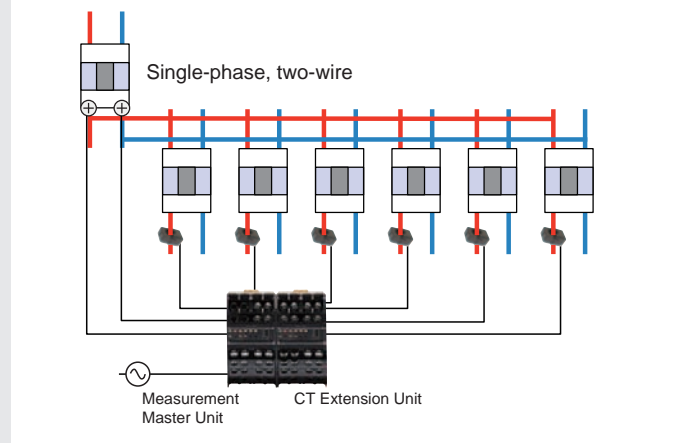 Single-phase, two-wire
Measurement
Master Unit
CT Extension Unit